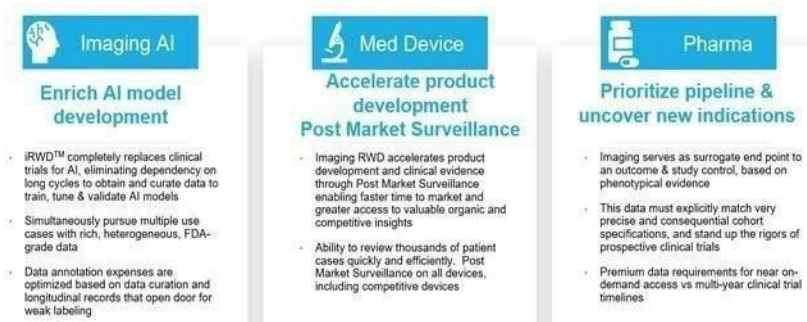 Imaging AI
Enrich AI model
development
· iRWD™ completely replaces clinical
trials for AI, eliminating dependency on
long cycles to obtain and curate data to
train, tune & validate AI models
· Simultaneously pursue multiple use
cases with rich, heterogeneous, FDA-
grade data
· Data annotation expenses are
optimized based on data curation and
longitudinal records that open door for
weak labeling
Med Device
Accelerate product
development
Post Market Surveillance
· Imaging RWD accelerates product
development and clinical evidence
through Post Market Surveillance
enabling faster time to market and
greater access to valuable organic and
competitive insights
· Ability to review thousands of patient
cases quickly and efficiently. Post
Market Surveillance on all devices,
including competitive devices
Pharma
Prioritize pipeline &
uncover new indications
· Imaging serves as surrogate end point to
an outcome & study control, based on
phenotypical evidence
· This data must explicitly match very
precise and consequential cohort
specifications, and stand up the rigors of
prospective clinical trials
· Premium data requirements for near on-
demand access vs multi-year clinical trial
timelines